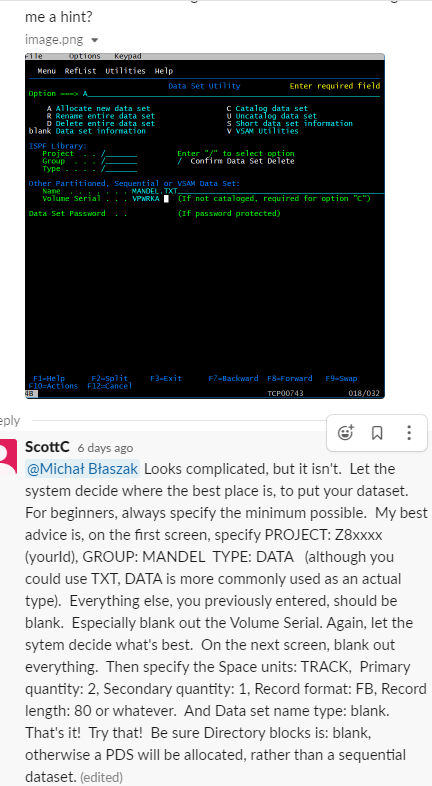 me a hint?
image.png
File Options Keypad
Menu RefList Utilities Help
Data Set Utility Enter required field
Option ===> A
A Allocate new data set C Catalog data set
R Rename entire data set U Uncatalog data set
D Delete entire data set S Short data set information
blank Data set information V VSAM Utilities
ISPF Library:
Project . . / Enter "/" to select option
Group . . . / / Confirm Data Set Delete
Type . . . . /
Other Partitioned, Sequential or VSAM Data Set:
Name . . . . . . . MANDEL.TXT
Volume Serial . . . VPWRKA (If not cataloged, required for option "C")
Data Set Password . . (If password protected)
F1=Help F2=Split F3=Exit F7=Backward F8=Forward F9=Swap
F10=Actions F12=Cancel
TCP00743 018/032
eply
ScottC 6 days ago
@Michał Błaszak Looks complicated, but it isn't. Let the
system decide where the best place is, to put your dataset.
For beginners, always specify the minimum possible. My best
advice is, on the first screen, specify PROJECT: Z8xxxx
(yourId), GROUP: MANDEL TYPE: DATA (although you
could use TXT, DATA is more commonly used as an actual
type). Everything else, you previously entered, should be
blank. Especially blank out the Volume Serial. Again, let the
sytem decide what's best. On the next screen, blank out
everything. Then specify the Space units: TRACK, Primary
quantity: 2, Secondary quantity: 1, Record format: FB, Record
length: 80 or whatever. And Data set name type: blank.
That's it! Try that! Be sure Directory blocks is: blank,
otherwise a PDS will be allocated, rather than a sequential
dataset. (edited)